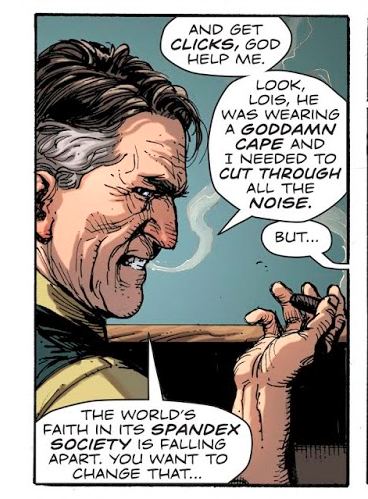 AND GET
CLICKS, GOD
HELP ME.
LOOK,
LOIS, HE
WAS WEARING
A GODDAMN
CAPE AND
I NEEDED TO
CUT THROUGH
ALL THE
NOISE.
BUT...
THE WORLD'S
FAITH IN ITS SPANDEX
SOCIETY IS FALLING
APART. YOU WANT TO
CHANGE THAT...